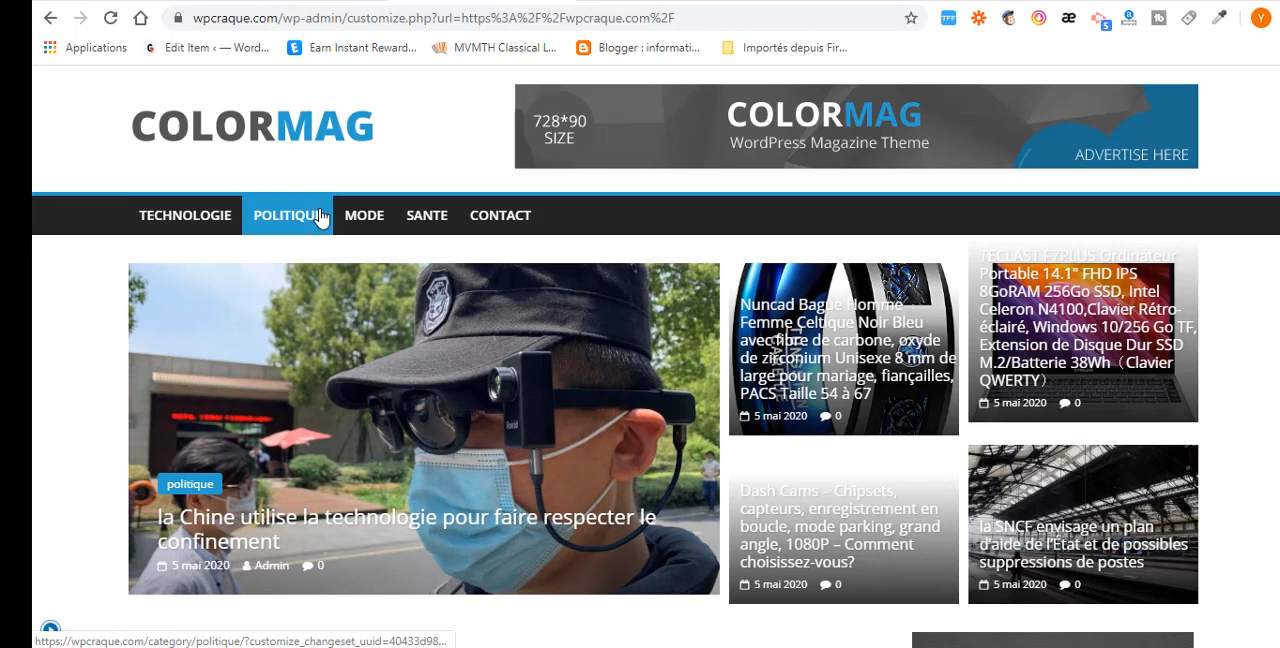 wpcraque.com/wp-admin/customize.php?url=https%3A%2F%2Fwpcraque.com%2F
Applications
Edit Item ‹ — Word...
Earn Instant Reward...
MVMTH Classical L...
Blogger : informati...
Importés depuis Fir...
COLORMAG
728*90
SIZE
COLORMAG
WordPress Magazine Theme
ADVERTISE HERE
TECHNOLOGIE POLITIQUE MODE SANTE CONTACT
politique
la Chine utilise la technologie pour faire respecter le
confinement
5 mai 2020 Admin 0
Nuncad Bague Homme
Femme Celtique Noir Bleu
avec fibre de carbone, oxyde
de zirconium Unisexe 8 mm de
large pour mariage, fiançailles,
PACS Taille 54 à 67
5 mai 2020 0
TECLAST F7PLUS Ordinateur
Portable 14.1" FHD IPS
8GoRAM 256Go SSD, Intel
Celeron N4100,Clavier Rétro-
éclairé, Windows 10/256 Go TF,
Extension de Disque Dur SSD
M.2/Batterie 38Wh（Clavier
QWERTY）
5 mai 2020 0
Dash Cams – Chipsets,
capteurs, enregistrement en
boucle, mode parking, grand
angle, 1080P – Comment
choisissez-vous?
5 mai 2020 0
la SNCF envisage un plan
d'aide de l'État et de possibles
suppressions de postes
5 mai 2020 0
https://wpcraque.com/category/politique/?customize_changeset_uuid=40433d98...